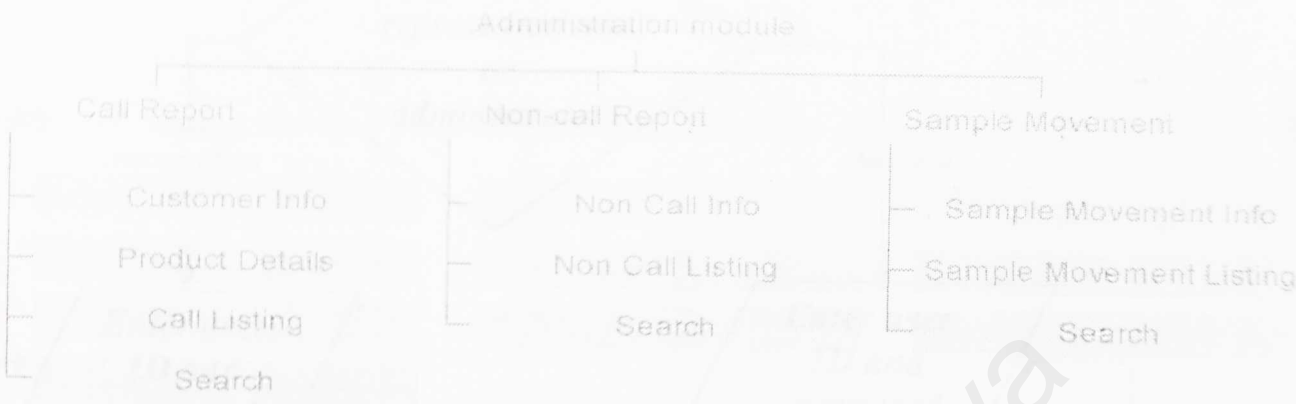 Administration module
Call Report
Non-call Report
Sample Movement
Customer Info
Product Details
Call Listing
Search
Non Call Info
Non Call Listing
Search
Sample Movement Info
Sample Movement Listing
Search